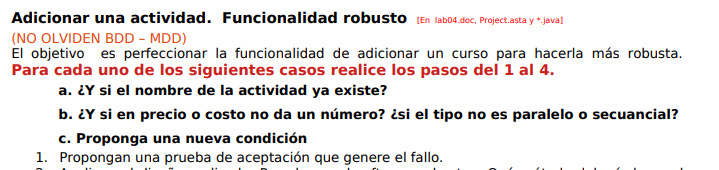 Adicionar una actividad. Funcionalidad robusto [En lab04.doc, Project.asta y *.java]
(NO OLVIDEN BDD – MDD)
El objetivo es perfeccionar la funcionalidad de adicionar un curso para hacerla más robusta.
Para cada uno de los siguientes casos realice los pasos del 1 al 4.
a. ¿Y si el nombre de la actividad ya existe?
b. ¿Y si en precio o costo no da un número? ¿si el tipo no es paralelo o secuancial?
c. Proponga una nueva condición
1. Propongan una prueba de aceptación que genere el fallo.